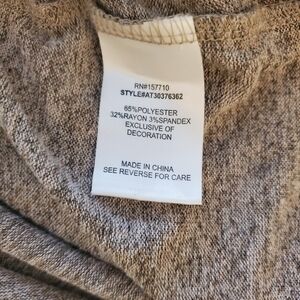 RN#157710
STYLE#AT30376362
65%POLYESTER
32%RAYON 3%SPANDEX
EXCLUSIVE OF
DECORATION
MADE IN CHINA
SEE REVERSE FOR CARE